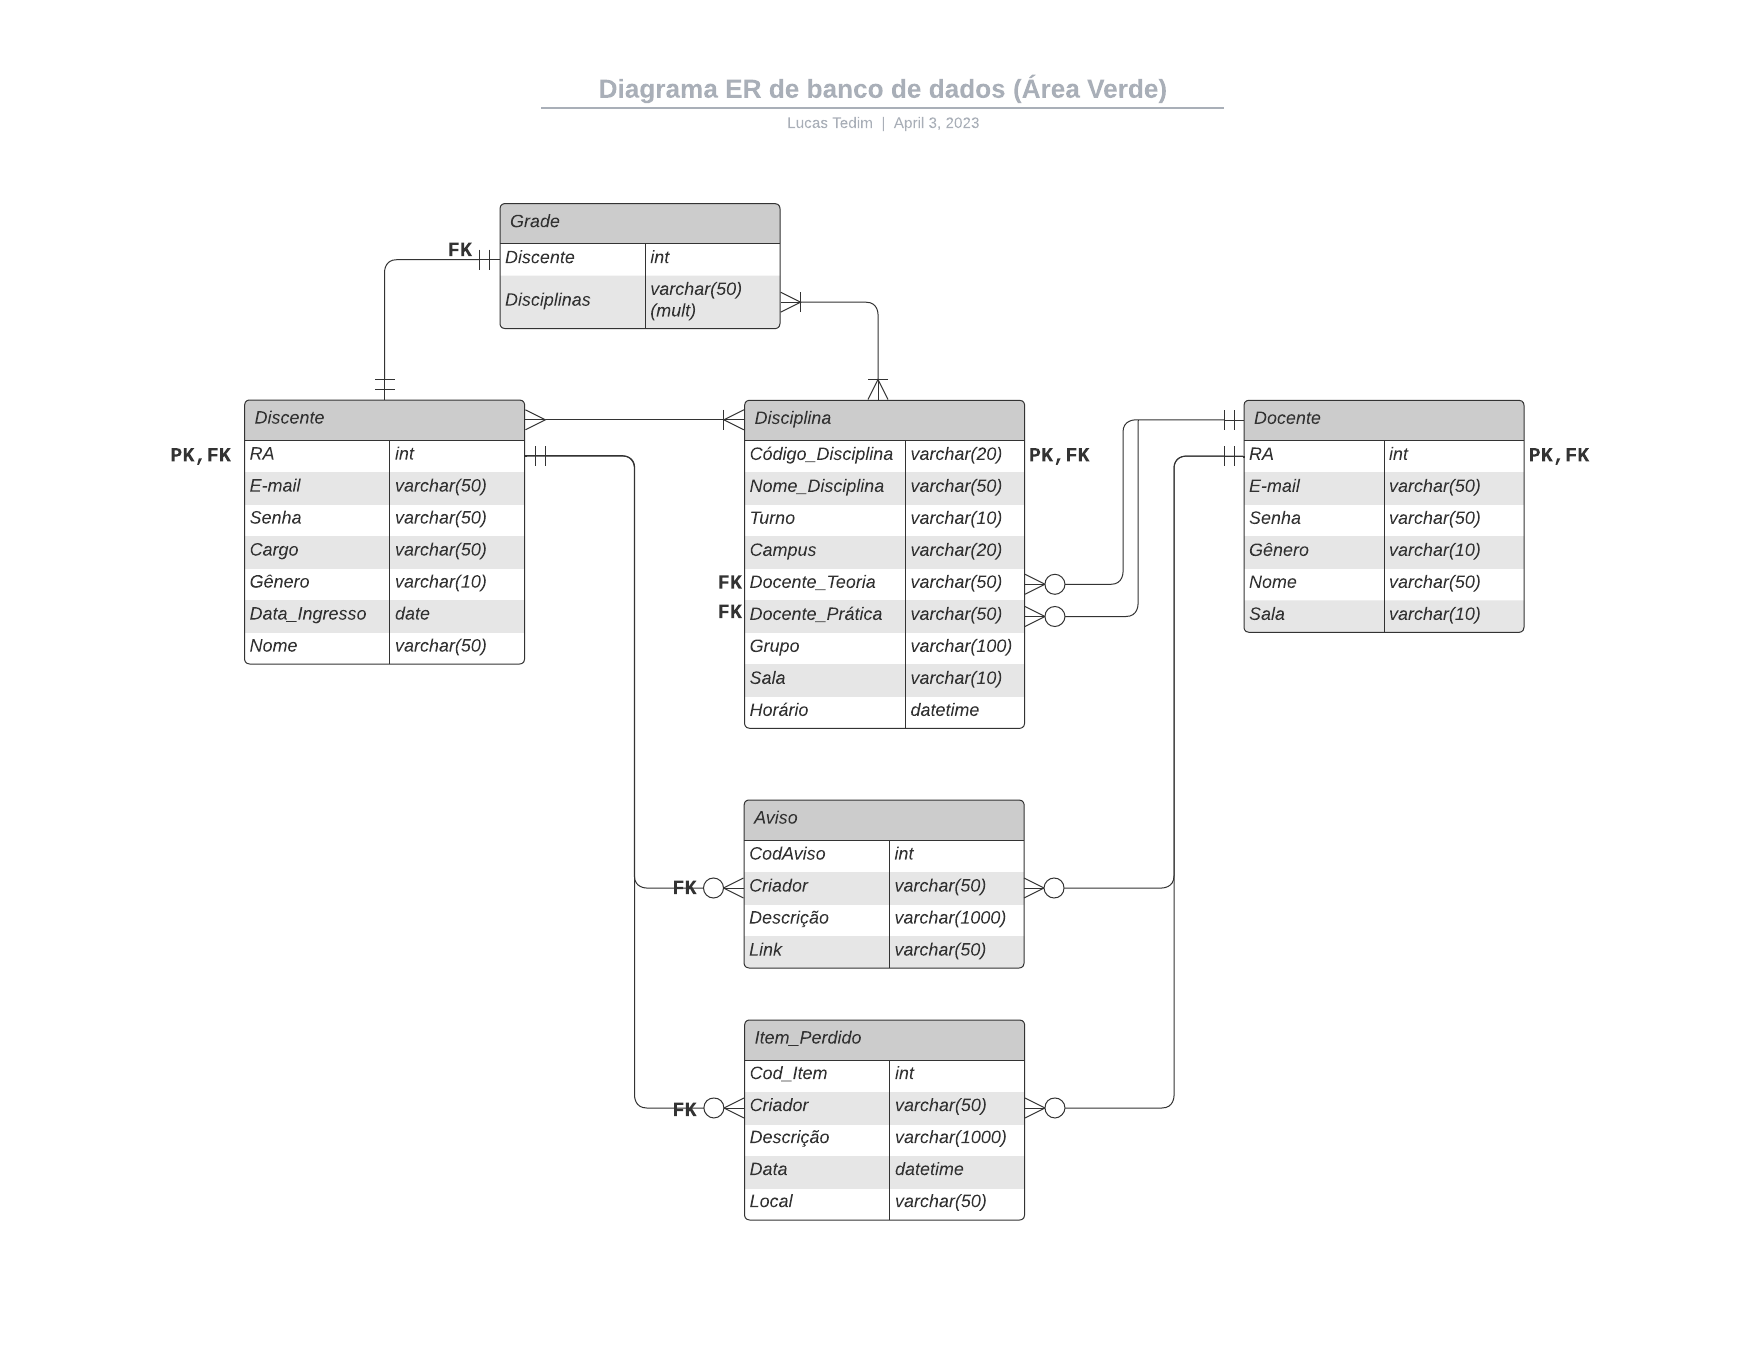 Diagrama ER de banco de dados (Área Verde)
Lucas Tedim | April 3, 2023
Grade
FK
Discente int
Disciplinas varchar(50)
(mult)
Discente
PK,FK RA int
E-mail varchar(50)
Senha varchar(50)
Cargo varchar(50)
Gênero varchar(10)
Data_Ingresso date
Nome varchar(50)
Disciplina
Código_Disciplina varchar(20) PK,FK
Nome_Disciplina varchar(50)
Turno varchar(10)
Campus varchar(20)
FK Docente_Teoria varchar(50)
FK Docente_Prática varchar(50)
Grupo varchar(100)
Sala varchar(10)
Horário datetime
Docente
RA int PK,FK
E-mail varchar(50)
Senha varchar(50)
Gênero varchar(10)
Nome varchar(50)
Sala varchar(10)
Aviso
CodAviso int
FK Criador varchar(50)
Descrição varchar(1000)
Link varchar(50)
Item_Perdido
Cod_Item int
FK Criador varchar(50)
Descrição varchar(1000)
Data datetime
Local varchar(50)